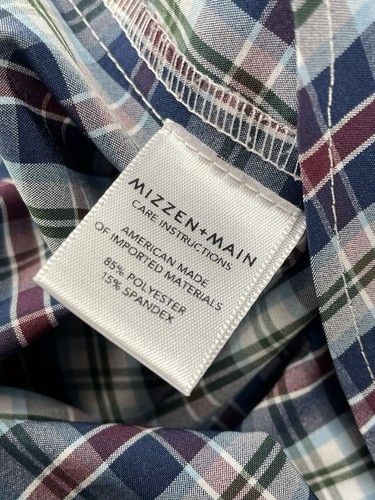 MIZZEN+MAIN
CARE INSTRUCTIONS
AMERICAN MADE
OF IMPORTED MATERIALS
85% POLYESTER
15% SPANDEX